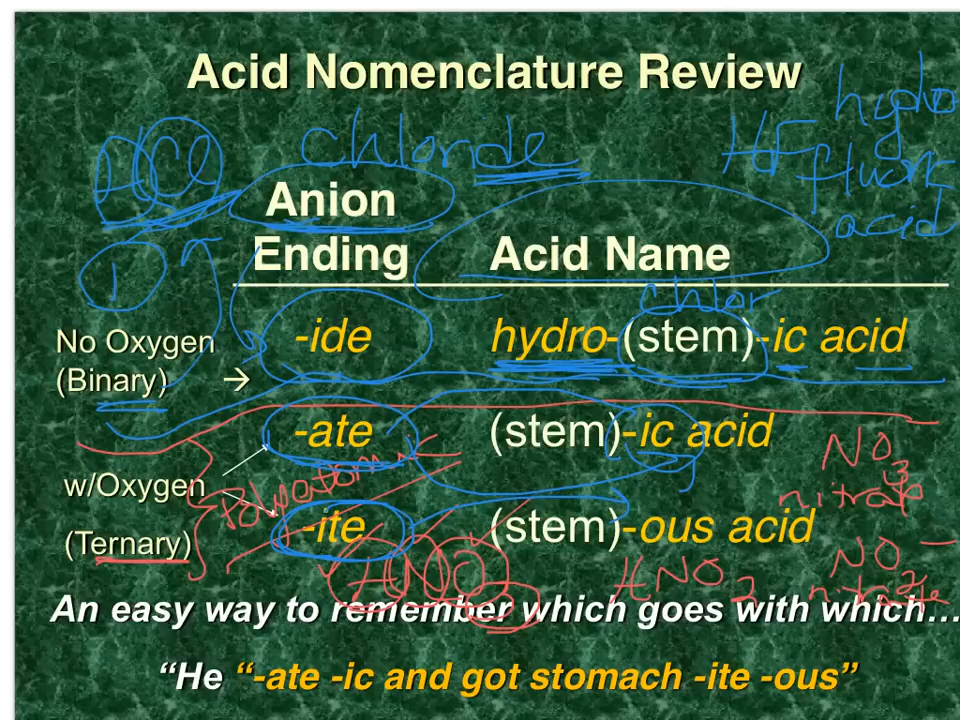 Acid Nomenclature Review
hydro
HCl chloride HF fluoric
Anion acid
Ending Acid Name
1 chlor
No Oxygen -ide hydro-(stem)-ic acid
(Binary) →
-ate (stem)-ic acid
NO3-
w/Oxygen polyatomic nitrate
-ite (stem)-ous acid
(Ternary) NO2-
HNO3 HNO2
An easy way to remember which goes with which…
“He “-ate -ic and got stomach -ite -ous”